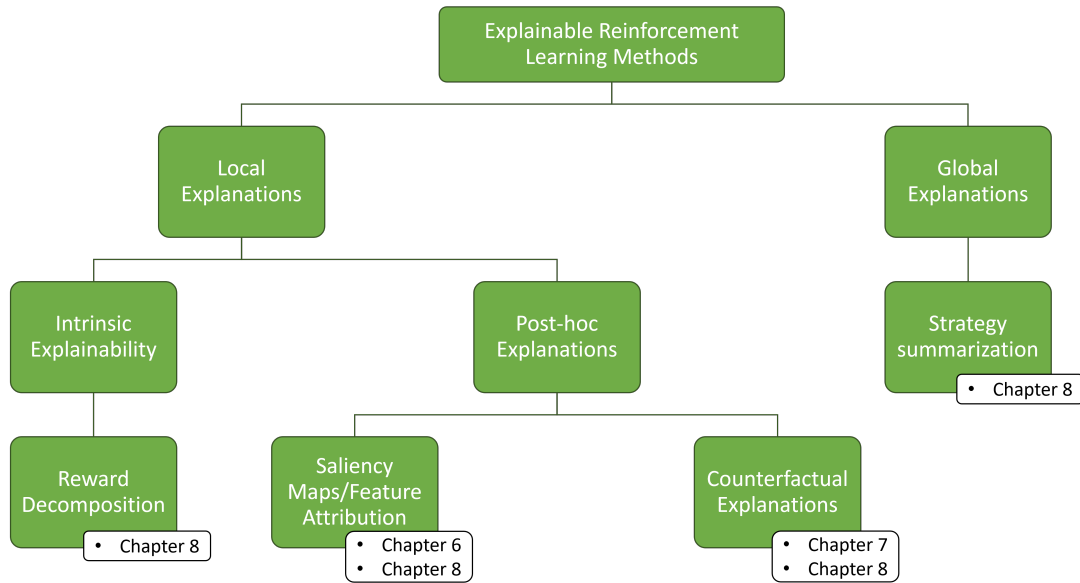 Explainable Reinforcement
Learning Methods
Local
Explanations
Global
Explanations
Intrinsic
Explainability
Post-hoc
Explanations
Strategy
summarization
• Chapter 8
Reward
Decomposition
• Chapter 8
Saliency
Maps/Feature
Attribution
• Chapter 6
• Chapter 8
Counterfactual
Explanations
• Chapter 7
• Chapter 8